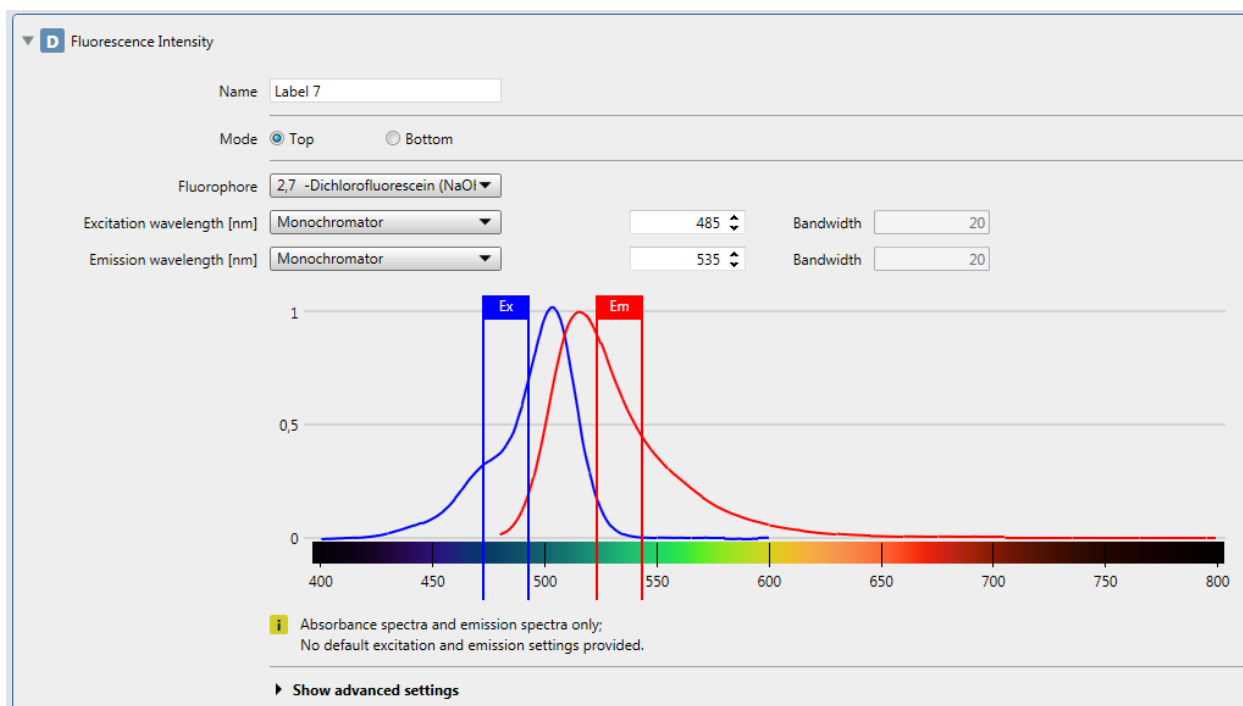 D Fluorescence Intensity
Name Label 7
Mode Top Bottom
Fluorophore 2,7 -Dichlorofluorescein (NaOH
Excitation wavelength [nm] Monochromator 485 Bandwidth 20
Emission wavelength [nm] Monochromator 535 Bandwidth 20
Ex Em
1
0,5
0
400 450 500 550 600 650 700 750 800
i Absorbance spectra and emission spectra only;
No default excitation and emission settings provided.
Show advanced settings